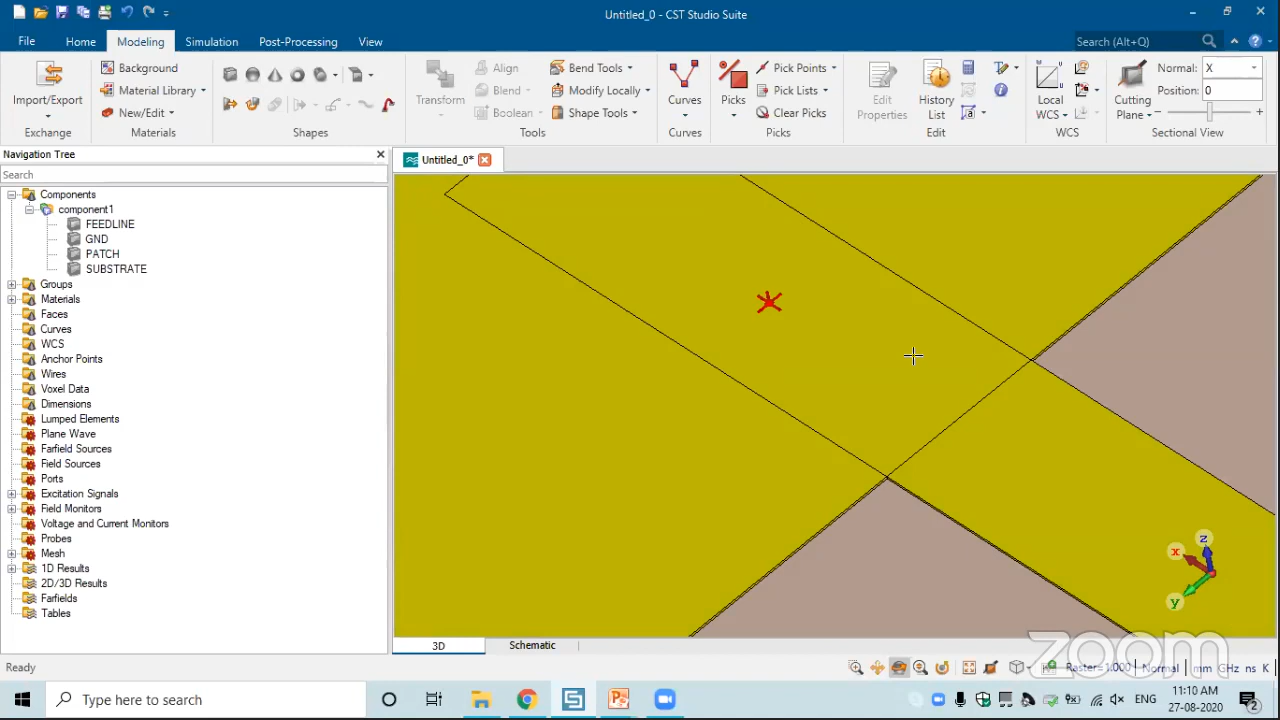 Untitled_0 - CST Studio Suite
File Home Modeling Simulation Post-Processing View Search (Alt+Q)
Import/Export
Exchange
Background
Material Library
New/Edit
Materials
Shapes
Transform
Align
Blend
Boolean
Bend Tools
Modify Locally
Shape Tools
Tools
Curves
Curves
Picks
Pick Points
Pick Lists
Clear Picks
Picks
Edit
Properties
History
List
Edit
Local
WCS
WCS
Cutting
Plane
Normal: X
Position: 0
Sectional View
Navigation Tree
Untitled_0*
Search
Components
component1
FEEDLINE
GND
PATCH
SUBSTRATE
Groups
Materials
Faces
Curves
WCS
Anchor Points
Wires
Voxel Data
Dimensions
Lumped Elements
Plane Wave
Farfield Sources
Field Sources
Ports
Excitation Signals
Field Monitors
Voltage and Current Monitors
Probes
Mesh
1D Results
2D/3D Results
Farfields
Tables
z
x
y
3D Schematic
zoom
Ready
Raster=1.000 Normal mm GHz ns K
Type here to search
ENG
11:10 AM
27-08-2020
2